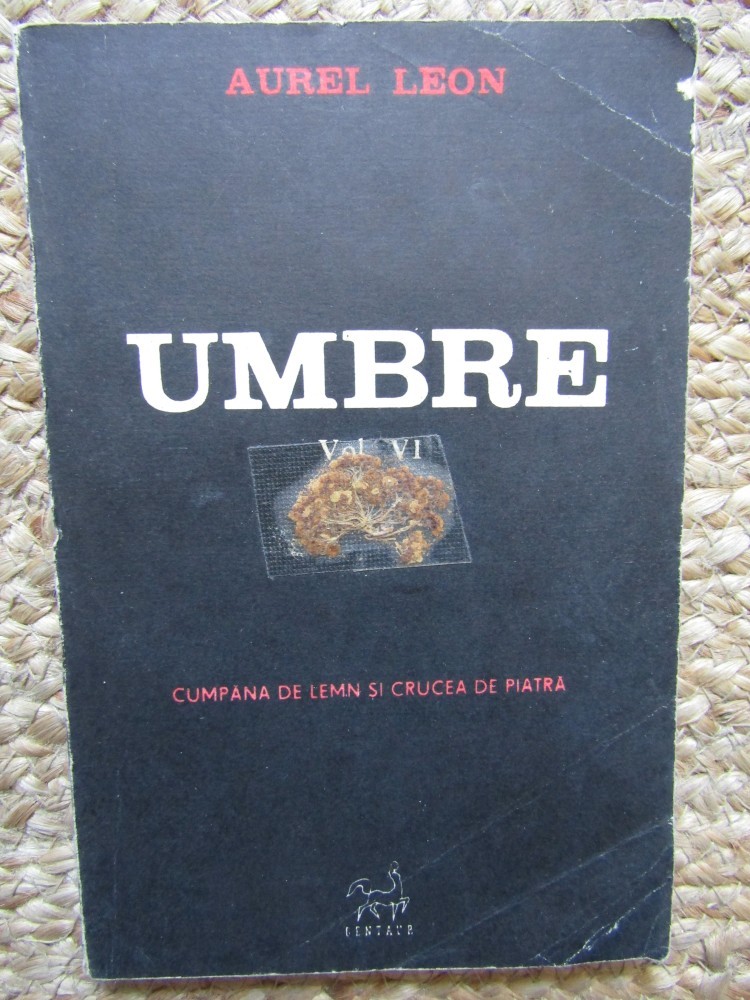 AUREL LEON
UMBRE
Vol. VI
CUMPĂNA DE LEMN ȘI CRUCEA DE PIATRĂ
CENTAUR